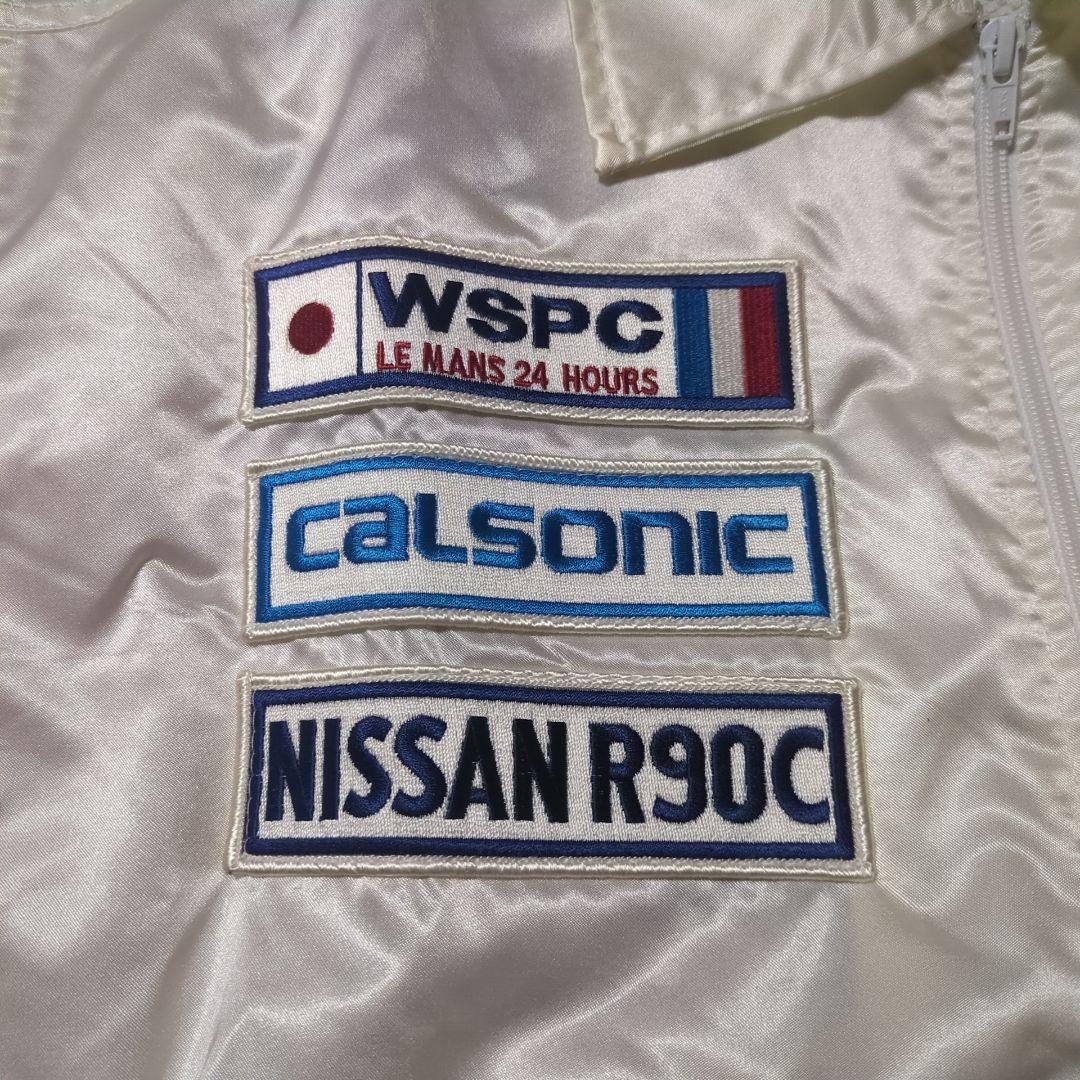 WSPC
LE MANS 24 HOURS
caLsonic
NISSAN R90C